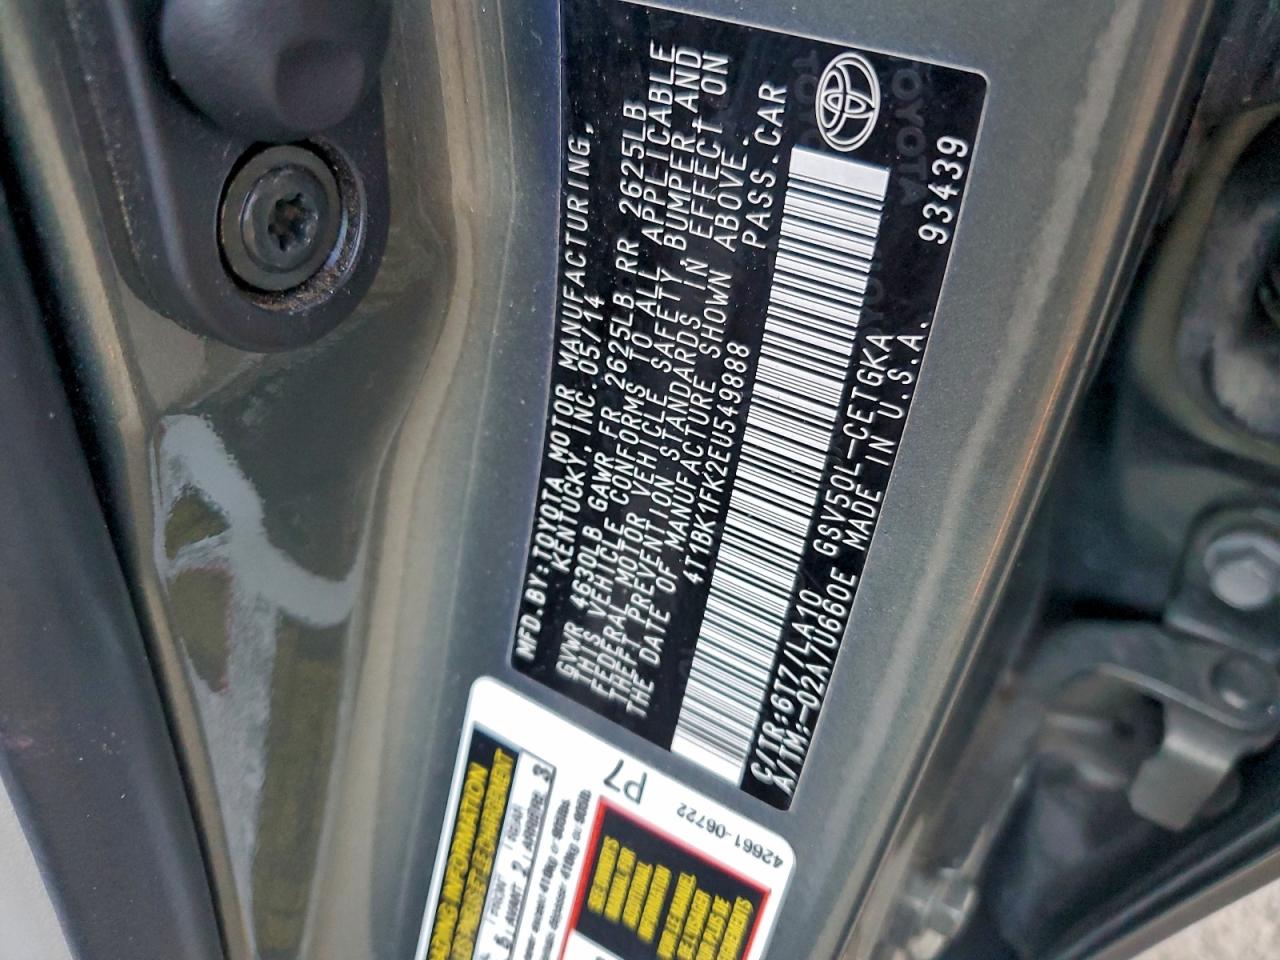 MFD.BY:TOYOTA MOTOR MANUFACTURING,
KENTUCKY, INC. 05/14
GVWR 4630LB GAWR FR 2625LB RR 2625LB
THIS VEHICLE CONFORMS TO ALL APPLICABLE
FEDERAL MOTOR VEHICLE SAFETY, BUMPER, AND
THEFT PREVENTION STANDARDS IN EFFECT ON
THE DATE OF MANUFACTURE SHOWN ABOVE.
4T1BK1FK2EU549888 PASS.CAR
C/TR:6T7/LA10 GSV50L-CETGKA
A/TM:-02A/U660E MADE IN U.S.A.
93439
TOYOTA
P7
42661-06722
INFORMATION